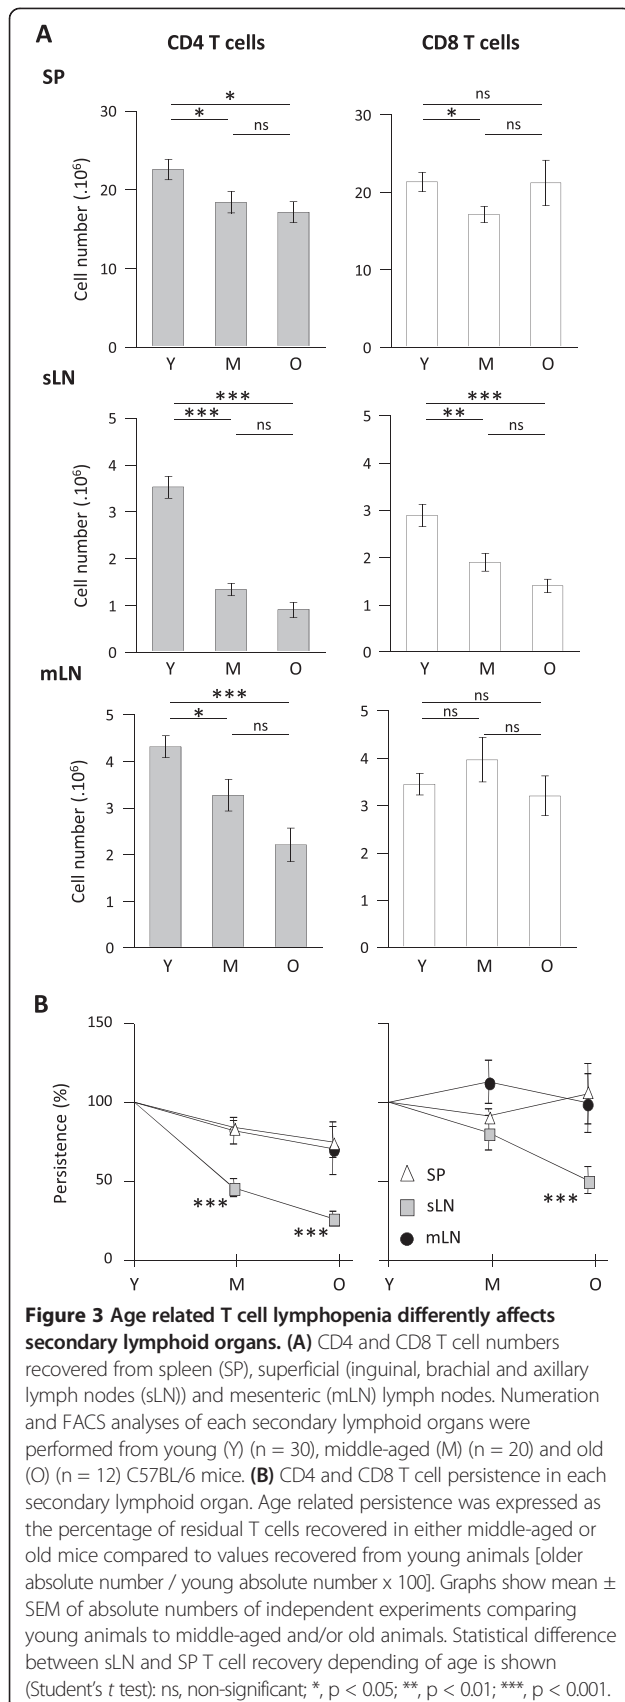 A
CD4 T cells
CD8 T cells
SP
*
*
ns
30
20
10
0
Cell number (.10⁶)
Y M O
ns
*
ns
30
20
10
0
Cell number (.10⁶)
Y M O
sLN
***
***
ns
5
4
3
2
1
0
Cell number (.10⁶)
Y M O
***
**
ns
5
4
3
2
1
0
Cell number (.10⁶)
Y M O
mLN
***
*
ns
5
4
3
2
1
0
Cell number (.10⁶)
Y M O
ns
ns
ns
5
4
3
2
1
0
Y M O
B
150
100
50
0
Persistence (%)
***
***
Y M O
SP
sLN
mLN
***
Y M O
Figure 3 Age related T cell lymphopenia differently affects
secondary lymphoid organs. (A) CD4 and CD8 T cell numbers
recovered from spleen (SP), superficial (inguinal, brachial and axillary
lymph nodes (sLN)) and mesenteric (mLN) lymph nodes. Numeration
and FACS analyses of each secondary lymphoid organs were
performed from young (Y) (n = 30), middle-aged (M) (n = 20) and old
(O) (n = 12) C57BL/6 mice. (B) CD4 and CD8 T cell persistence in each
secondary lymphoid organ. Age related persistence was expressed as
the percentage of residual T cells recovered in either middle-aged or
old mice compared to values recovered from young animals [older
absolute number / young absolute number x 100]. Graphs show mean ±
SEM of absolute numbers of independent experiments comparing
young animals to middle-aged and/or old animals. Statistical difference
between sLN and SP T cell recovery depending of age is shown
(Student's t test): ns, non-significant; *, p < 0.05; **, p < 0.01; ***, p < 0.001.